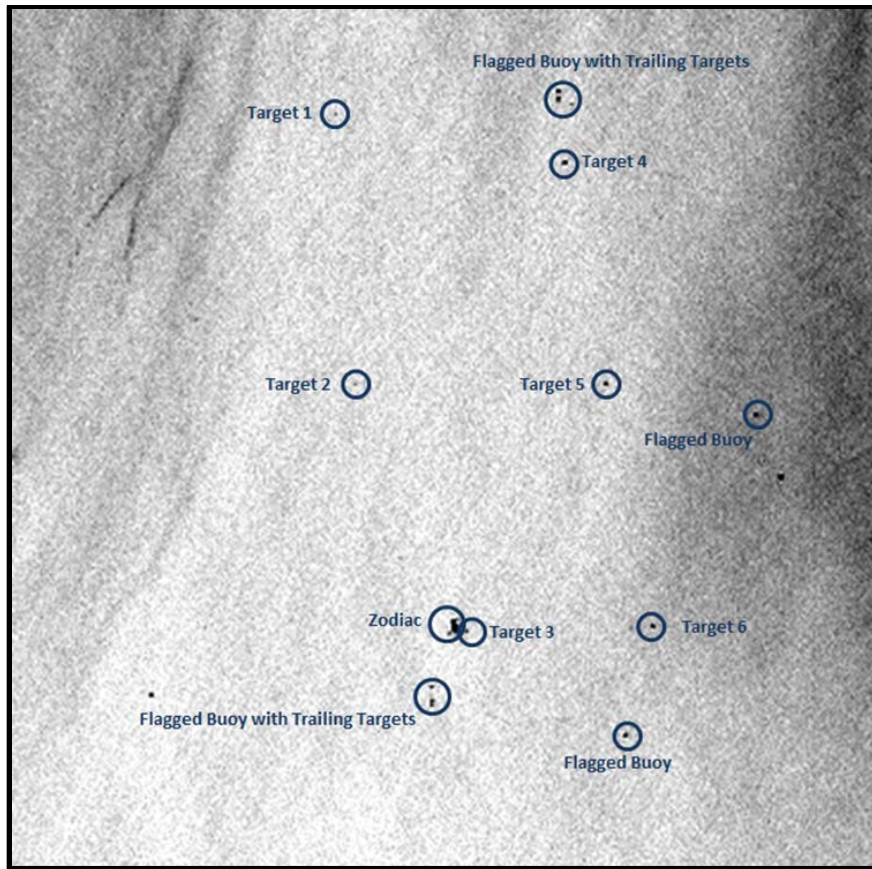 Flagged Buoy with Trailing Targets
Target 1
Target 4
Target 2
Target 5
Flagged Buoy
Zodiac
Target 3
Target 6
Flagged Buoy with Trailing Targets
Flagged Buoy